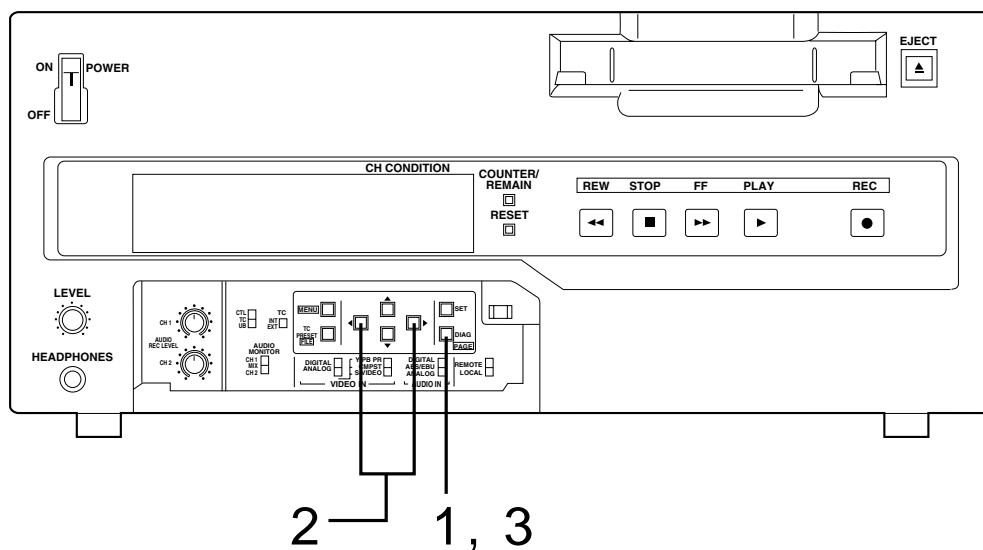 EJECT
ON POWER
OFF
CH CONDITION
COUNTER/
REMAIN
RESET
REW STOP FF PLAY REC
LEVEL
HEADPHONES
CH 1
AUDIO
REC LEVEL
CH 2
CTL
TC
UB
TC
INT
EXT
AUDIO
MONITOR
CH 1
MIX
CH 2
MENU
TC
PRESET
FILE
SET
DIAG
PAGE
DIGITAL
ANALOG
Y PB PR
CMPST
S-VIDEO
VIDEO IN
DIGITAL
AES/EBU
ANALOG
AUDIO IN
REMOTE
LOCAL
2
1, 3